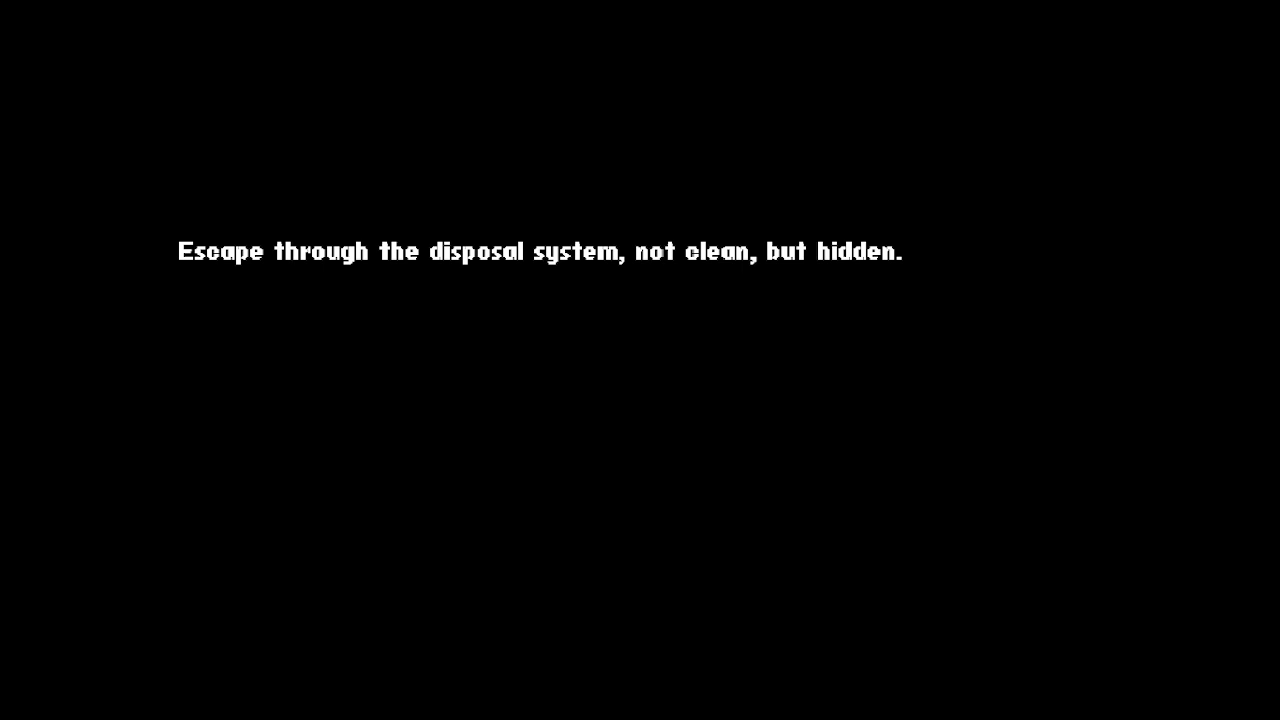 Escape through the disposal system, not clean, but hidden.